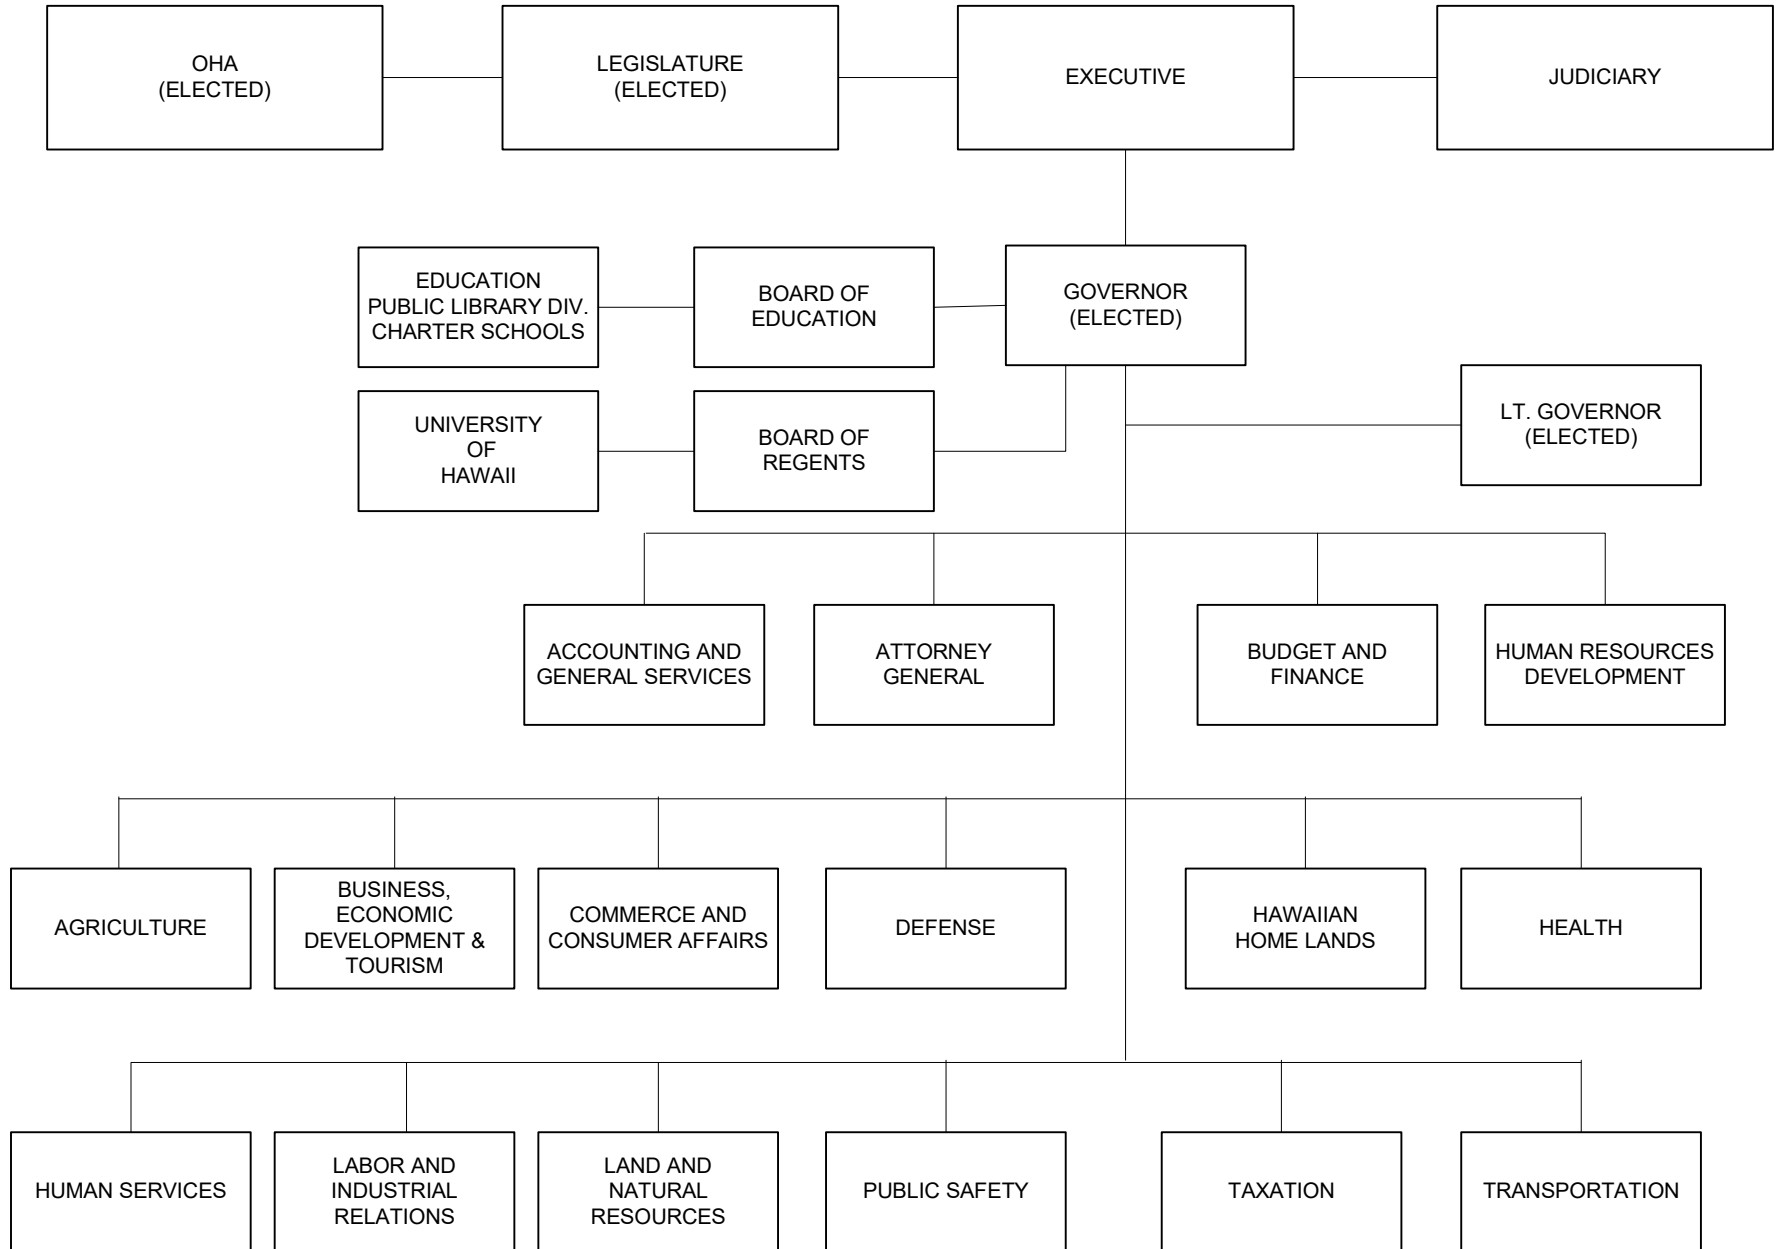 OHA
(ELECTED)
LEGISLATURE
(ELECTED)
EXECUTIVE
JUDICIARY
EDUCATION
PUBLIC LIBRARY DIV.
CHARTER SCHOOLS
BOARD OF
EDUCATION
GOVERNOR
(ELECTED)
UNIVERSITY
OF
HAWAII
BOARD OF
REGENTS
LT. GOVERNOR
(ELECTED)
ACCOUNTING AND
GENERAL SERVICES
ATTORNEY
GENERAL
BUDGET AND
FINANCE
HUMAN RESOURCES
DEVELOPMENT
AGRICULTURE
BUSINESS,
ECONOMIC
DEVELOPMENT &
TOURISM
COMMERCE AND
CONSUMER AFFAIRS
DEFENSE
HAWAIIAN
HOME LANDS
HEALTH
HUMAN SERVICES
LABOR AND
INDUSTRIAL
RELATIONS
LAND AND
NATURAL
RESOURCES
PUBLIC SAFETY
TAXATION
TRANSPORTATION